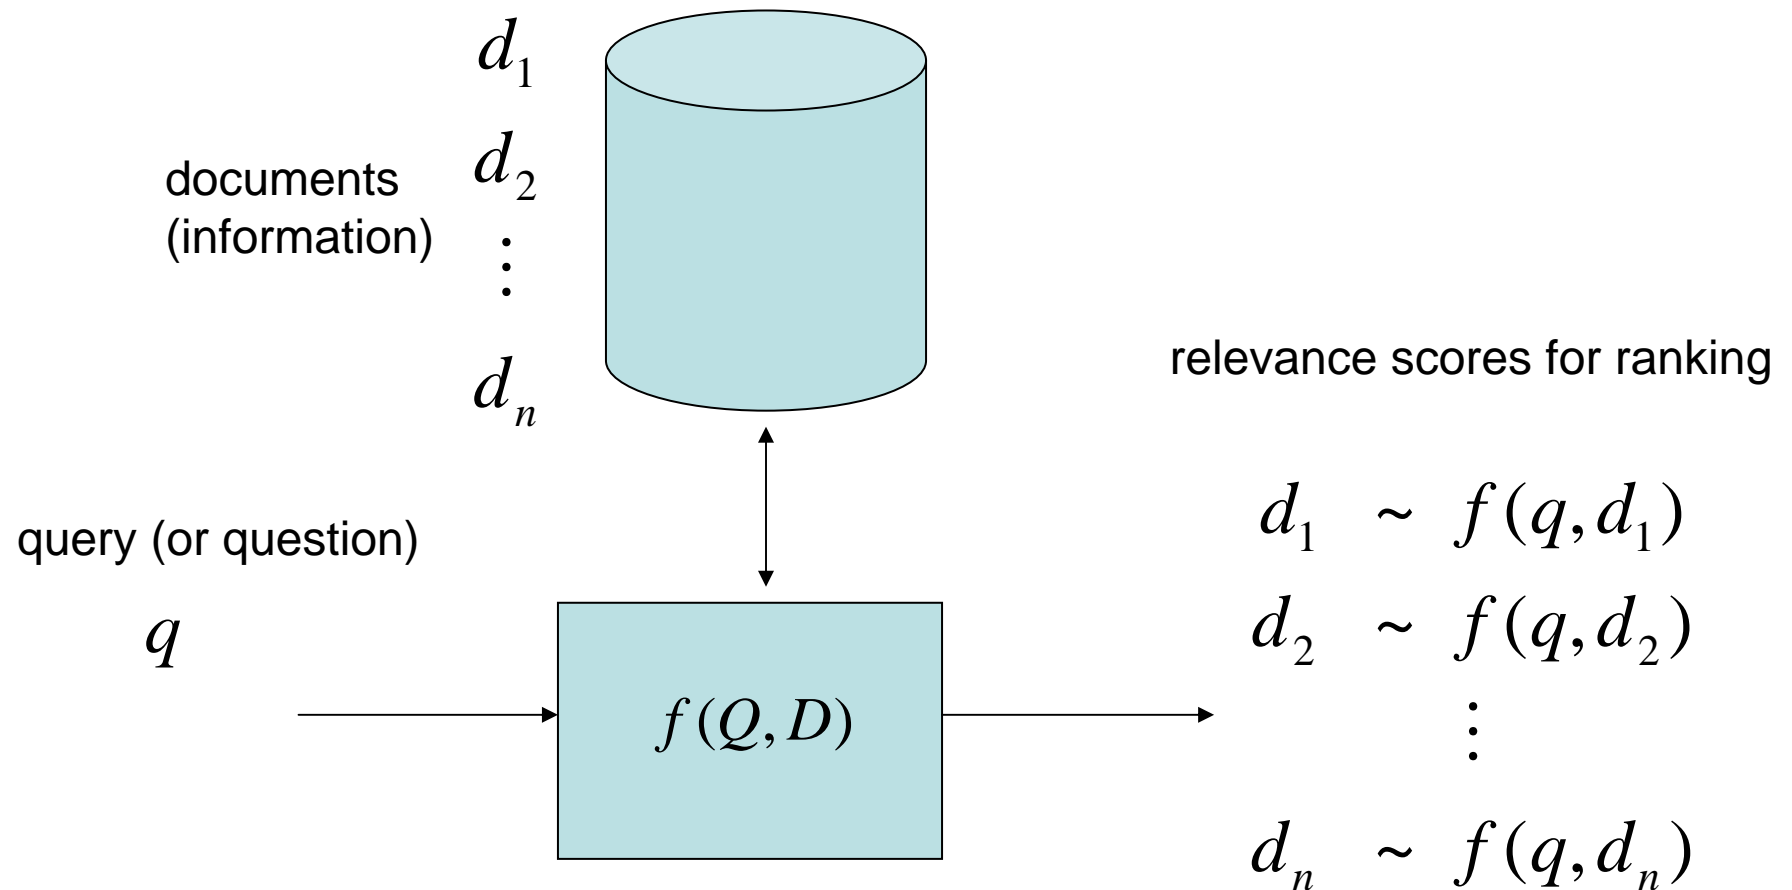 d₁
d₂
documents
(information)
⋮
dₙ
relevance scores for ranking
query (or question)
q
f(Q, D)
d₁ ~ f(q, d₁)
d₂ ~ f(q, d₂)
⋮
dₙ ~ f(q, dₙ)